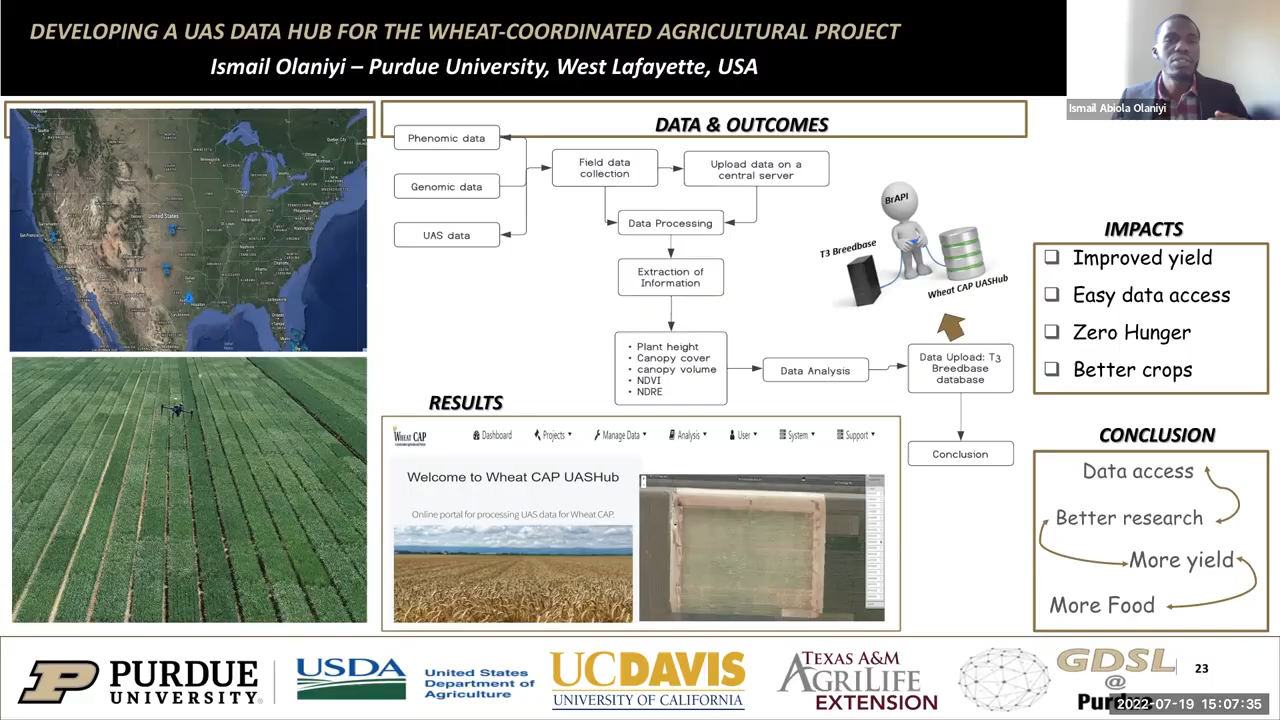 DEVELOPING A UAS DATA HUB FOR THE WHEAT-COORDINATED AGRICULTURAL PROJECT
Ismail Olaniyi – Purdue University, West Lafayette, USA
Ismail Abiola Olaniyi
DATA & OUTCOMES
Phenomic data
Genomic data
UAS data
Field data
collection
Upload data on a
central server
Data Processing
Extraction of
Information
• Plant height
• Canopy cover
• canopy volume
• NDVI
• NDRE
Data Analysis
Data Upload: T3
Breedbase
database
Conclusion
BrAPI
T3 Breedbase
Wheat CAP UASHub
United States
RESULTS
WHEAT CAP
Dashboard
Projects
Manage Data
Analysis
User
System
Support
Welcome to Wheat CAP UASHub
Online portal for processing UAS data for Wheat CAP.
IMPACTS
Improved yield
Easy data access
Zero Hunger
Better crops
CONCLUSION
Data access
Better research
More yield
More Food
PURDUE
UNIVERSITY®
USDA
United States
Department of
Agriculture
UCDAVIS
UNIVERSITY OF CALIFORNIA
TEXAS A&M
AGRILIFE
EXTENSION
GDSL
@
Purdue
23
2022-07-19 15:07:35